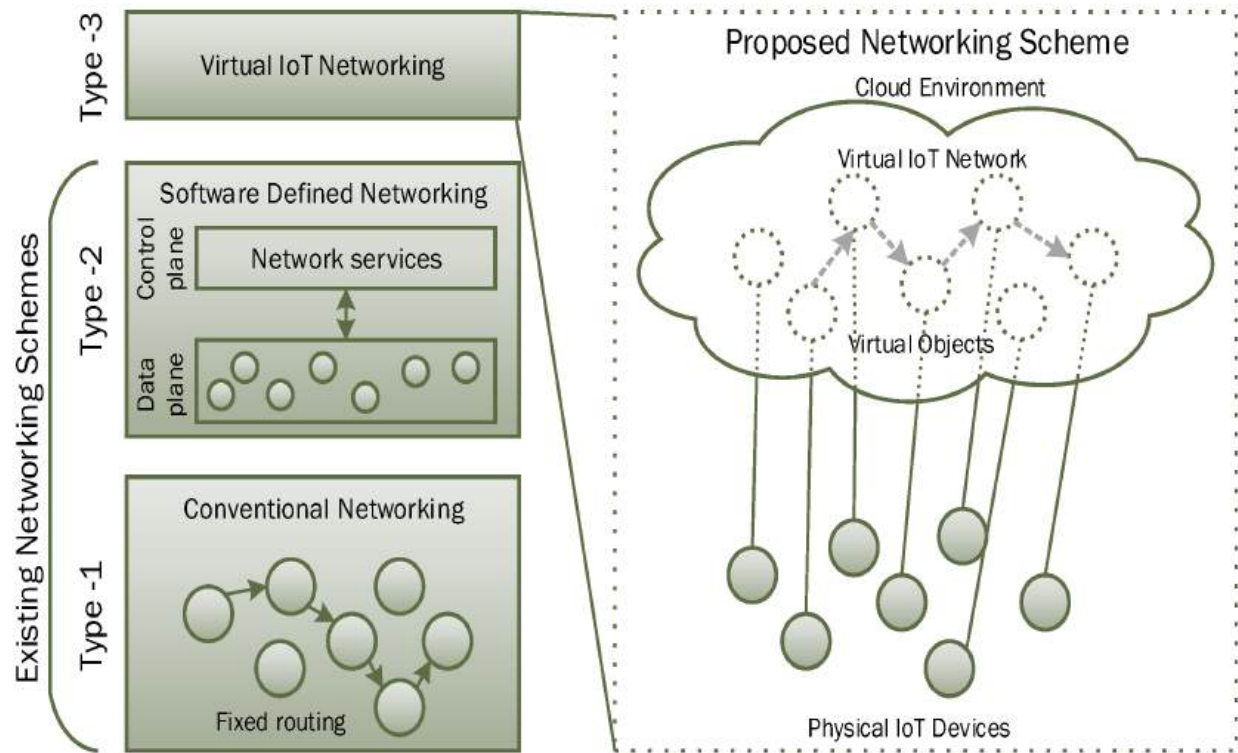 Existing Networking Schemes
Type -3
Virtual IoT Networking
Type -2
Software Defined Networking
Control
plane
Network services
Data
plane
Type -1
Conventional Networking
Fixed routing
Proposed Networking Scheme
Cloud Environment
Virtual IoT Network
Virtual Objects
Physical IoT Devices